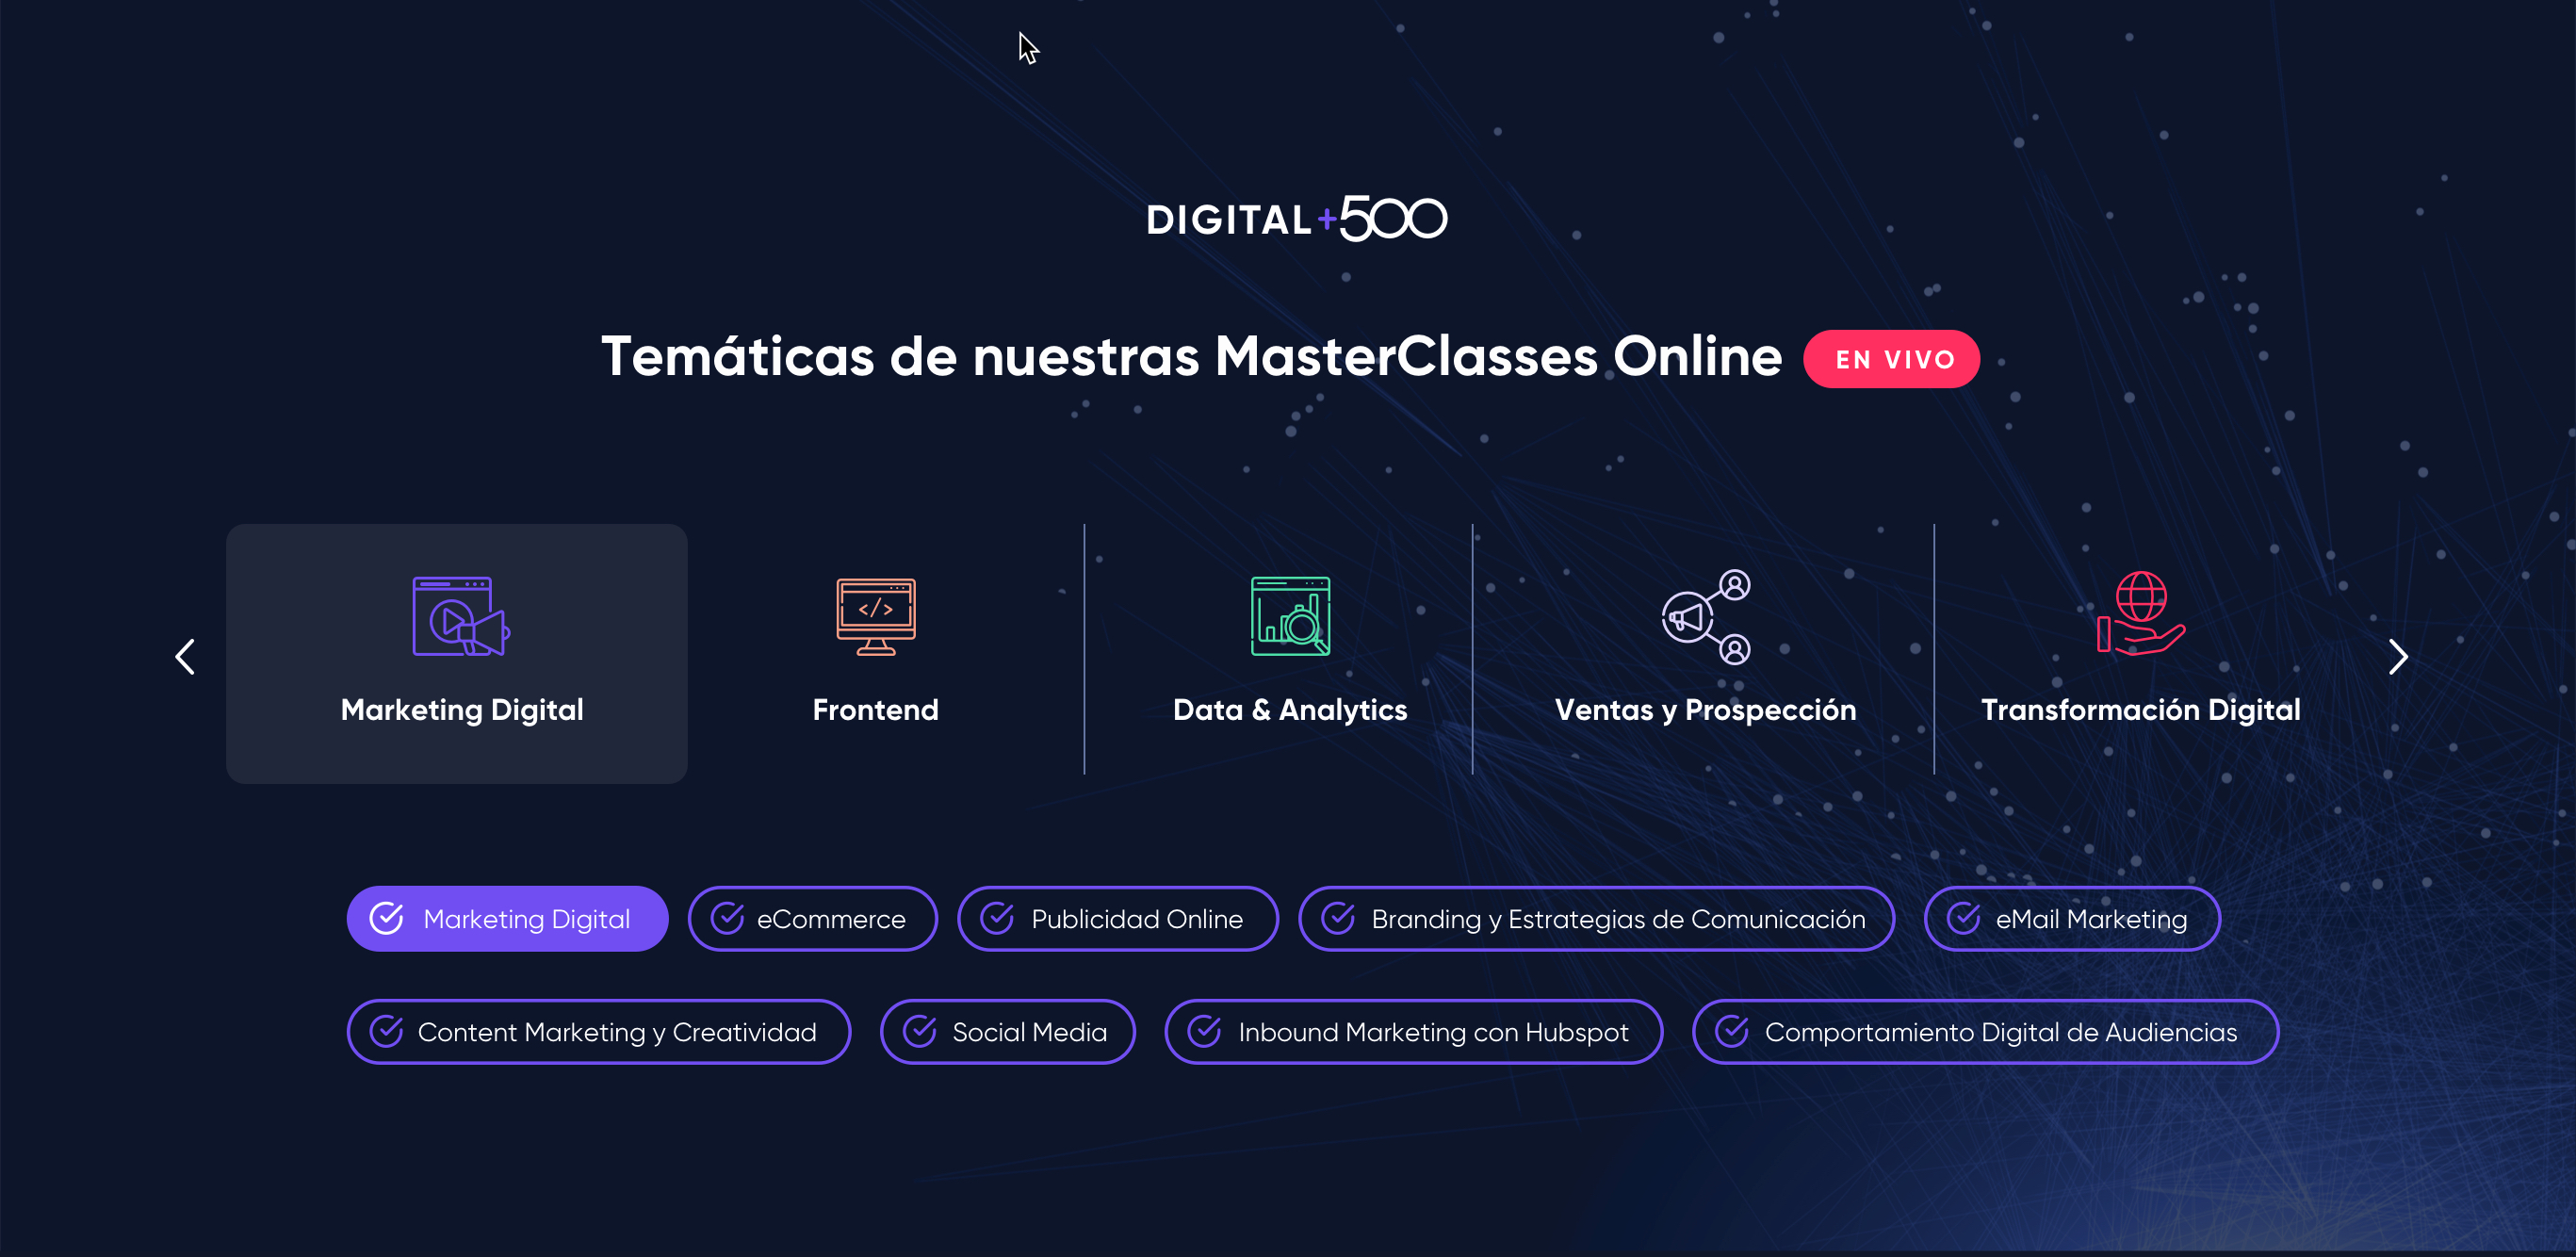 DIGITAL+500
Temáticas de nuestras MasterClasses Online EN VIVO
</>
Marketing Digital Frontend Data & Analytics Ventas y Prospección Transformación Digital
Marketing Digital eCommerce Publicidad Online Branding y Estrategias de Comunicación eMail Marketing
Content Marketing y Creatividad Social Media Inbound Marketing con Hubspot Comportamiento Digital de Audiencias